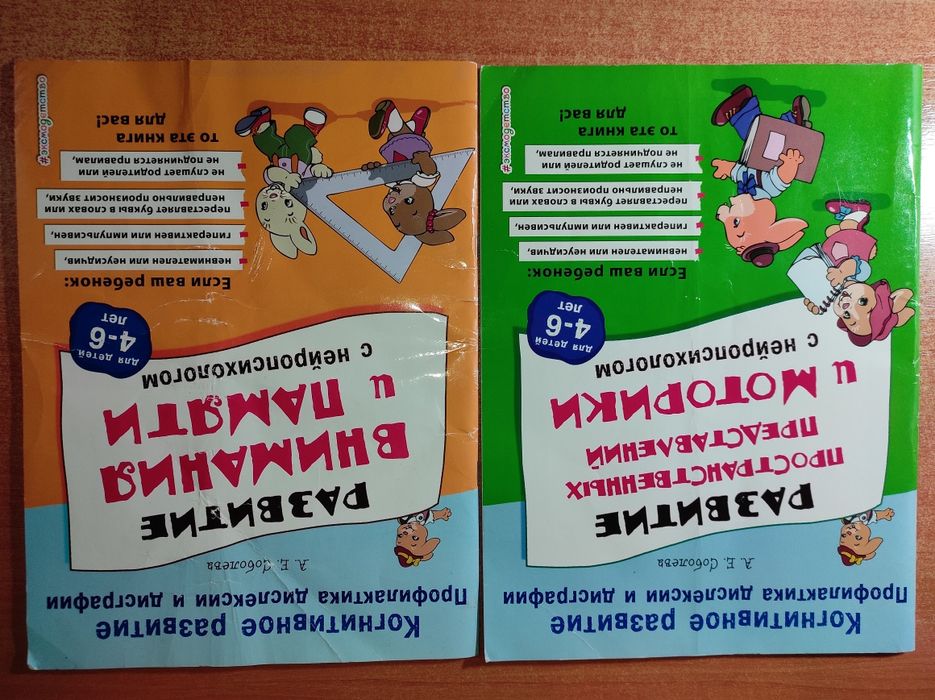 Когнитивное развитие
Профилактика дислексии и дисграфии
А. Е. Соболева
РАЗВИТИЕ
ПРОСТРАНСТВЕННЫХ
ПРЕДСТАВЛЕНИЙ
и МОТОРИКИ
с нейропсихологом
для детей
4-6
лет
Если ваш ребенок:
невнимателен или неусидчив,
гиперактивен или импульсивен,
переставляет буквы в словах или
неправильно произносит звуки,
не слушает родителей или
не подчиняется правилам,
то эта книга
для вас!
#эксмодетство
Когнитивное развитие
Профилактика дислексии и дисграфии
А. Е. Соболева
РАЗВИТИЕ
ВНИМАНИЯ
и ПАМЯТИ
с нейропсихологом
для детей
4-6
лет
Если ваш ребенок:
невнимателен или неусидчив,
гиперактивен или импульсивен,
переставляет буквы в словах или
неправильно произносит звуки,
не слушает родителей или
не подчиняется правилам,
то эта книга
для вас!
#эксмодетство